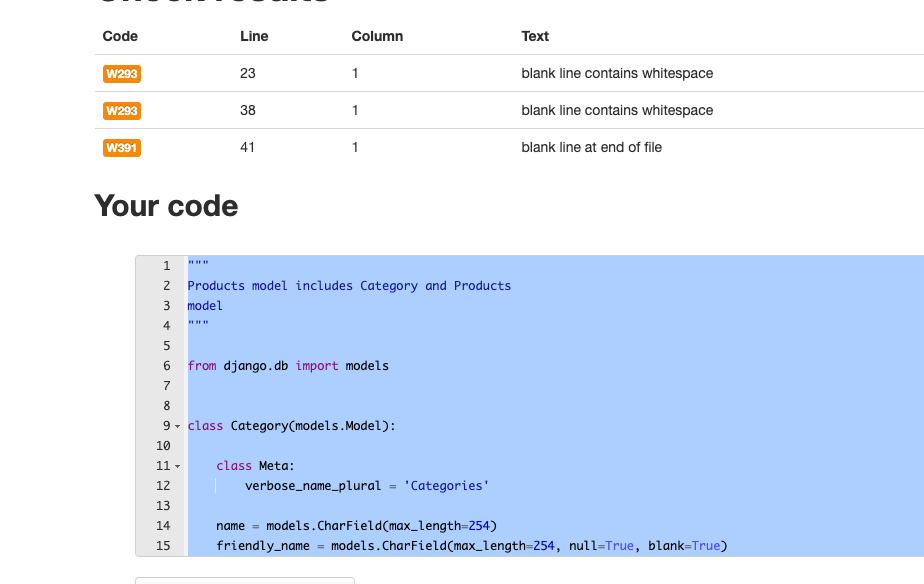 Check results
Code Line Column Text
W293 23 1 blank line contains whitespace
W293 38 1 blank line contains whitespace
W391 41 1 blank line at end of file
Your code
1 """
2 Products model includes Category and Products
3 model
4 """
5
6 from django.db import models
7
8
9 class Category(models.Model):
10
11 class Meta:
12 verbose_name_plural = 'Categories'
13
14 name = models.CharField(max_length=254)
15 friendly_name = models.CharField(max_length=254, null=True, blank=True)